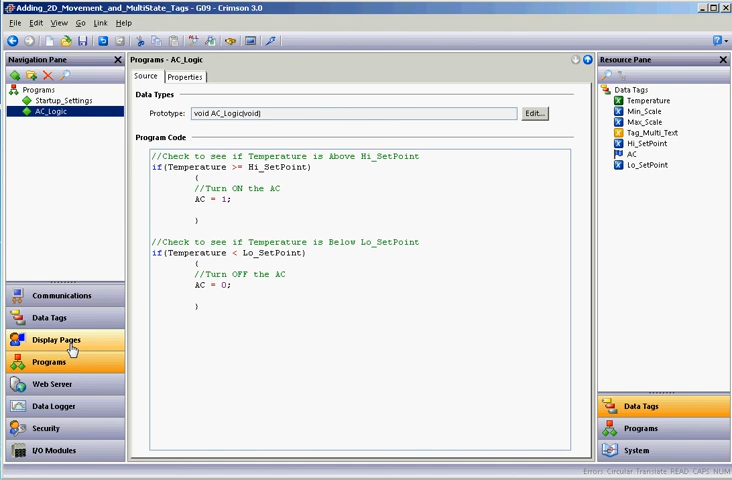 Adding_2D_Movement_and_MultiState_Tags - G09 - Crimson 3.0
File Edit View Go Link Help
Navigation Pane
Programs
Startup_Settings
AC_Logic
Communications
Data Tags
Display Pages
Programs
Web Server
Data Logger
Security
I/O Modules
Programs - AC_Logic
Source Properties
Data Types
Prototype: void AC_Logic(void) Edit...
Program Code
//Check to see if Temperature is Above Hi_SetPoint
if(Temperature >= Hi_SetPoint)
{
//Turn ON the AC
AC = 1;
}
//Check to see if Temperature is Below Lo_SetPoint
if(Temperature < Lo_SetPoint)
{
//Turn OFF the AC
AC = 0;
}
Resource Pane
Data Tags
Temperature
Min_Scale
Max_Scale
Tag_Multi_Text
Hi_SetPoint
AC
Lo_SetPoint
Data Tags
Programs
System
Errors Circular Translate READ CAPS NUM